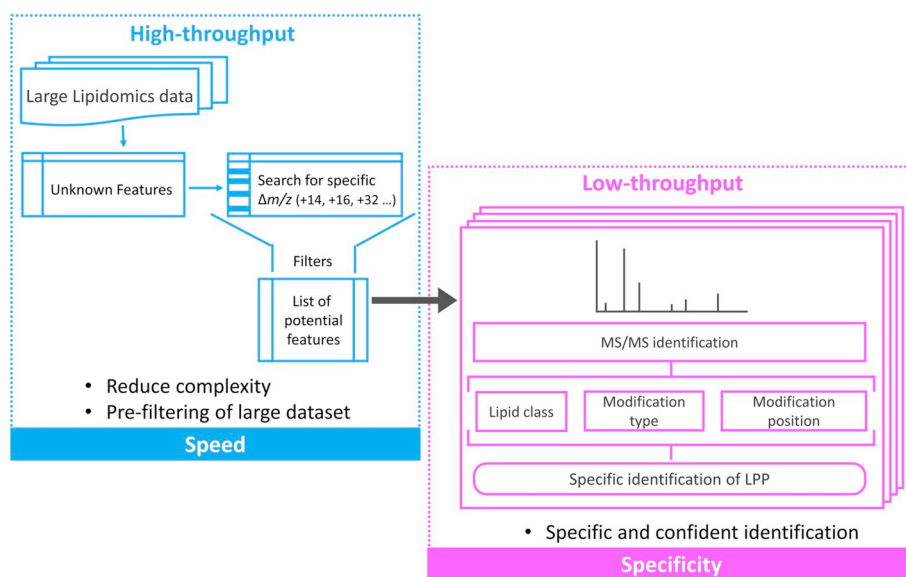 High-throughput
Large Lipidomics data
Unknown Features
Search for specific
Δm/z (+14, +16, +32 ...)
Filters
List of
potential
features
• Reduce complexity
• Pre-filtering of large dataset
Speed
Low-throughput
MS/MS identification
Lipid class
Modification
type
Modification
position
Specific identification of LPP
• Specific and confident identification
Specificity